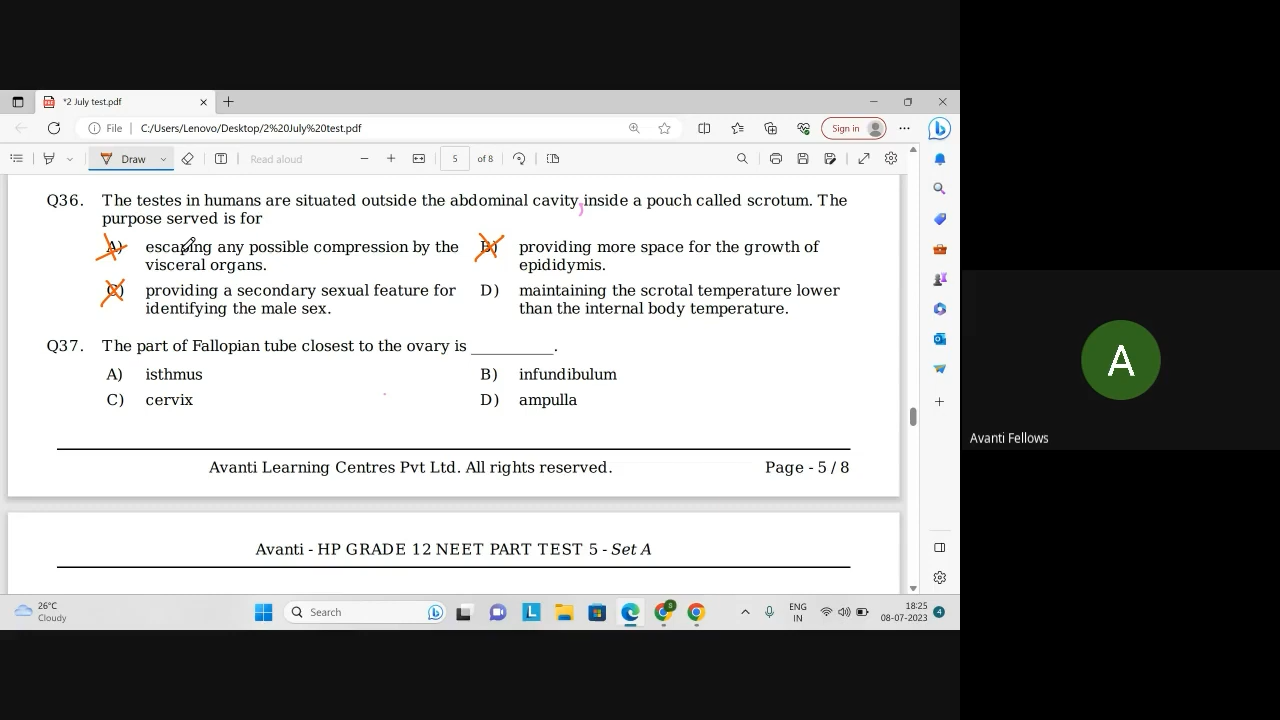 *2 July test.pdf
File
C:/Users/Lenovo/Desktop/2%20July%20test.pdf
Sign in
Draw
Read aloud
5 of 8
Q36. The testes in humans are situated outside the abdominal cavity inside a pouch called scrotum. The
purpose served is for
A) escaping any possible compression by the
visceral organs.
B) providing more space for the growth of
epididymis.
C) providing a secondary sexual feature for
identifying the male sex.
D) maintaining the scrotal temperature lower
than the internal body temperature.
Q37. The part of Fallopian tube closest to the ovary is ___________.
A) isthmus
B) infundibulum
C) cervix
D) ampulla
Avanti Learning Centres Pvt Ltd. All rights reserved.
Page - 5 / 8
Avanti - HP GRADE 12 NEET PART TEST 5 - Set A
A
Avanti Fellows
26°C
Cloudy
Search
ENG
IN
18:25
08-07-2023